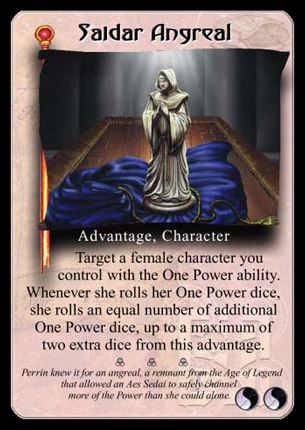 Saidar Angreal
Advantage, Character
Target a female character you
control with the One Power ability.
Whenever she rolls her One Power dice,
she rolls an equal number of additional
One Power dice, up to a maximum of
two extra dice from this advantage.
Perrin knew it for an angreal, a remnant from the Age of Legend
that allowed an Aes Sedai to safely channel
more of the Power than she could alone.